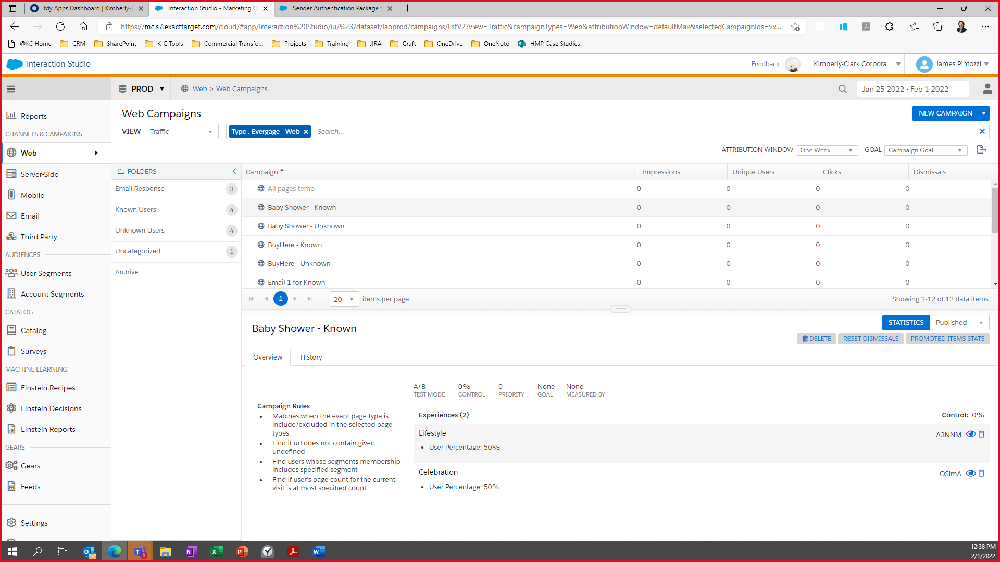 My Apps Dashboard | Kimberly-C
Interaction Studio - Marketing Cl
Sender Authentication Package f
https://mc.s7.exacttarget.com/cloud/#app/Interaction%20Studio/ui/%23/dataset/laoprod/campaigns/listV2?view=Traffic&campaignTypes=Web&attributionWindow=defaultMax&selectedCampaignIds=vx...
@KC Home CRM SharePoint K-C Tools Commercial Transfo... Projects Training JIRA Craft OneDrive OneNote HMP Case Studies
Interaction Studio
Feedback
Kimberly-Clark Corpora...
James Pintozzi
PROD
Web > Web Campaigns
Jan 25 2022 - Feb 1 2022
Reports
CHANNELS & CAMPAIGNS
Web
Server-Side
Mobile
Email
Third Party
AUDIENCES
User Segments
Account Segments
CATALOG
Catalog
Surveys
MACHINE LEARNING
Einstein Recipes
Einstein Decisions
Einstein Reports
GEARS
Gears
Feeds
Settings
Web Campaigns
NEW CAMPAIGN
VIEW Traffic
Type : Evergage - Web
Search...
ATTRIBUTION WINDOW One Week GOAL Campaign Goal
FOLDERS
Email Response 3
Known Users 4
Unknown Users 4
Uncategorized 1
Archive
Campaign Impressions Unique Users Clicks Dismissals
All pages temp 0 0 0 0
Baby Shower - Known 0 0 0 0
Baby Shower - Unknown 0 0 0 0
BuyHere - Known 0 0 0 0
BuyHere - Unknown 0 0 0 0
Email 1 for Known 0 0 0 0
1 20 items per page Showing 1-12 of 12 data items
Baby Shower - Known
STATISTICS Published
DELETE RESET DISMISSALS PROMOTED ITEMS STATS
Overview History
A/B 0% 0 None None
TEST MODE CONTROL PRIORITY GOAL MEASURED BY
Campaign Rules
• Matches when the event page type is
include/excluded in the selected page
types.
• Find if url does not contain given
undefined
• Find users whose segments membership
includes specified segment
• Find if user's page count for the current
visit is at most specified count
Experiences (2) Control: 0%
Lifestyle A3NNM
• User Percentage: 50%
Celebration OSImA
• User Percentage: 50%
1
12:38 PM
2/1/2022